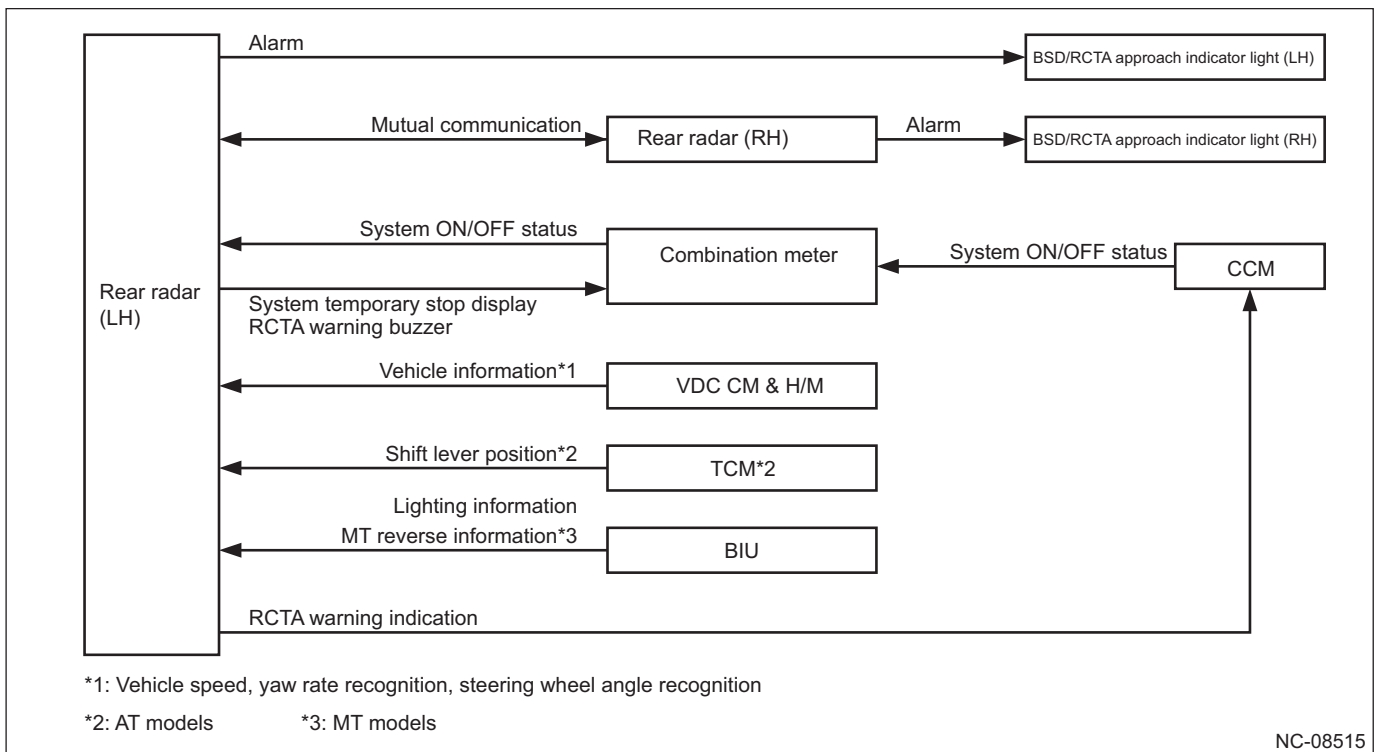 Alarm
BSD/RCTA approach indicator light (LH)
Mutual communication
Rear radar (RH)
Alarm
BSD/RCTA approach indicator light (RH)
System ON/OFF status
Combination meter
System ON/OFF status
CCM
Rear radar
(LH)
System temporary stop display
RCTA warning buzzer
Vehicle information*1
VDC CM & H/M
Shift lever position*2
TCM*2
Lighting information
MT reverse information*3
BIU
RCTA warning indication
*1: Vehicle speed, yaw rate recognition, steering wheel angle recognition
*2: AT models *3: MT models
NC-08515